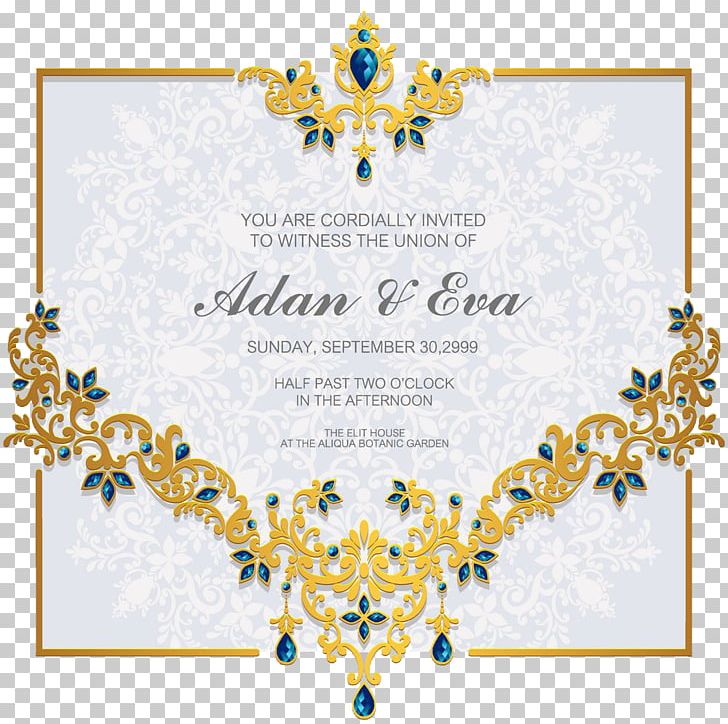 YOU ARE CORDIALLY INVITED
TO WITNESS THE UNION OF
Adan & Eva
SUNDAY, SEPTEMBER 30,2999
HALF PAST TWO O'CLOCK
IN THE AFTERNOON
THE ELIT HOUSE
AT THE ALIQUA BOTANIC GARDEN